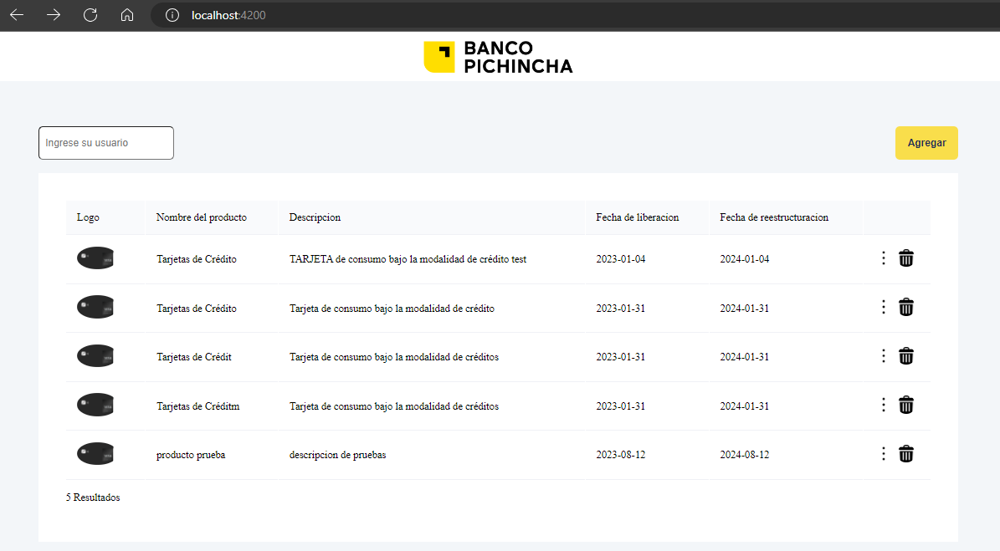 localhost:4200
BANCO
PICHINCHA
Ingrese su usuario
Agregar
Logo Nombre del producto Descripcion Fecha de liberacion Fecha de reestructuracion
Tarjetas de Crédito TARJETA de consumo bajo la modalidad de crédito test 2023-01-04 2024-01-04
Tarjetas de Crédito Tarjeta de consumo bajo la modalidad de crédito 2023-01-31 2024-01-31
Tarjetas de Crédit Tarjeta de consumo bajo la modalidad de créditos 2023-01-31 2024-01-31
Tarjetas de Créditm Tarjeta de consumo bajo la modalidad de créditos 2023-01-31 2024-01-31
producto prueba descripcion de pruebas 2023-08-12 2024-08-12
5 Resultados